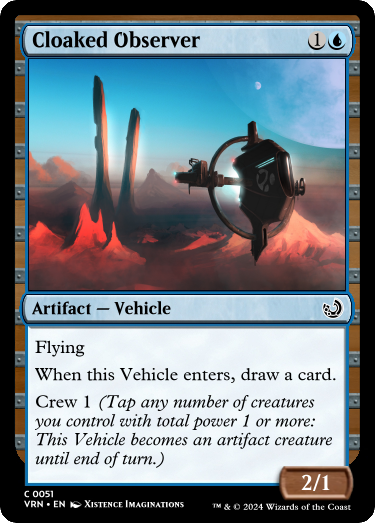 Cloaked Observer 1
Artifact — Vehicle
Flying
When this Vehicle enters, draw a card.
Crew 1 (Tap any number of creatures
you control with total power 1 or more:
This Vehicle becomes an artifact creature
until end of turn.)
2/1
C 0051
VRN • EN Xistence Imaginations
™ & © 2024 Wizards of the Coast